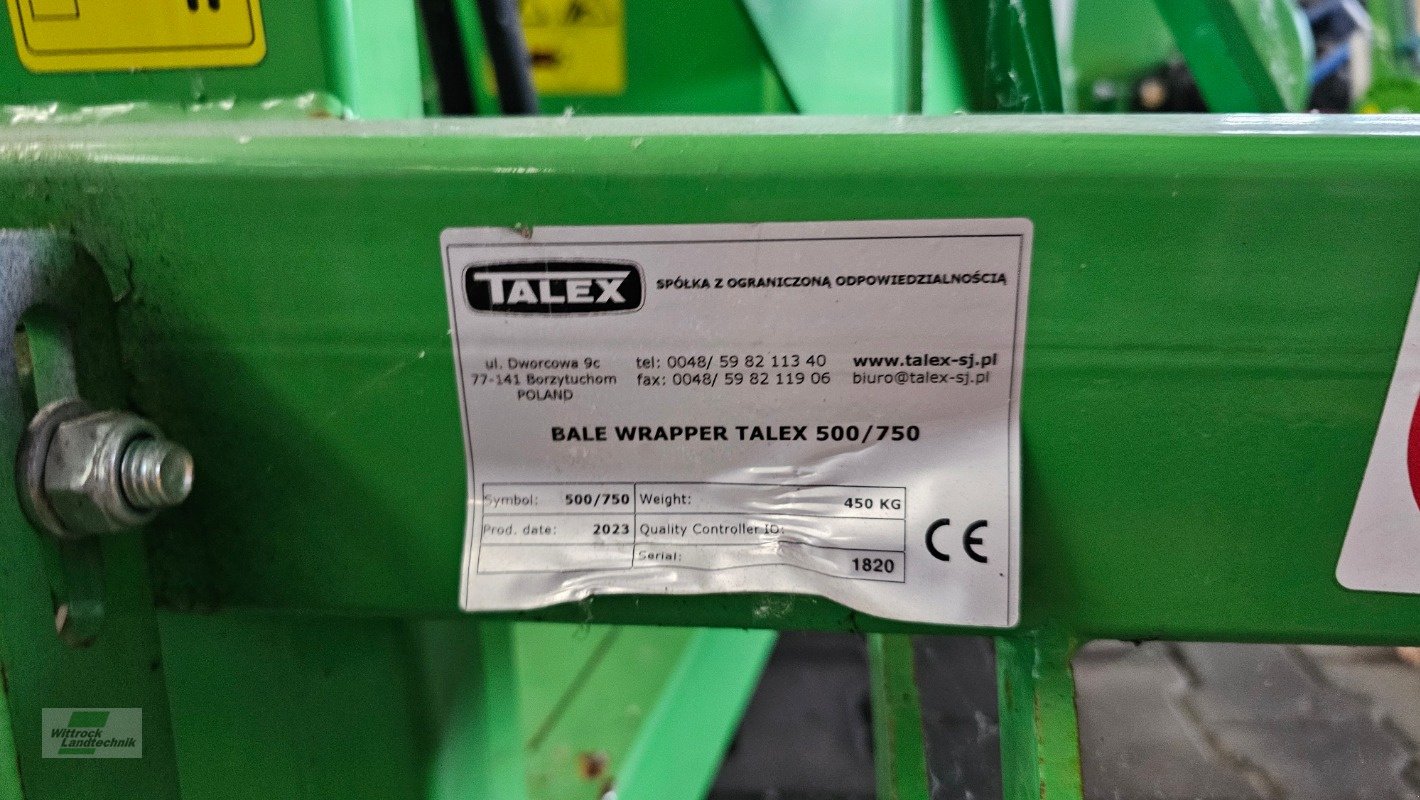 TALEX SPÓŁKA Z OGRANICZONĄ ODPOWIEDZIALNOŚCIĄ
ul. Dworcowa 9c tel: 0048/ 59 82 113 40 www.talex-sj.pl
77-141 Borzytuchom fax: 0048/ 59 82 119 06 biuro@talex-sj.pl
POLAND
BALE WRAPPER TALEX 500/750
Symbol: 500/750 Weight: 450 KG
Prod. date: 2023 Quality Controller ID:
Serial: 1820
CE
Wittrock
Landtechnik